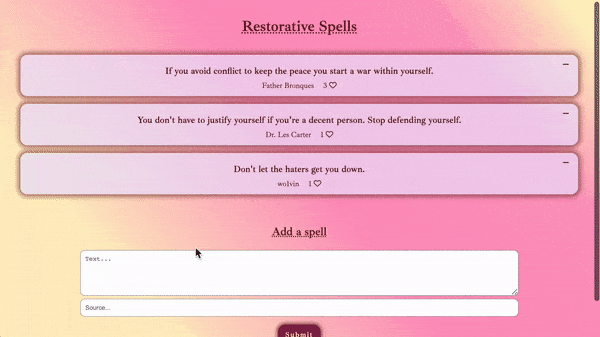 Restorative Spells
−
If you avoid conflict to keep the peace you start a war within yourself.
Father Bronques 3 ♡
−
You don't have to justify yourself if you're a decent person. Stop defending yourself.
Dr. Les Carter 1 ♡
−
Don't let the haters get you down.
wolvin 1 ♡
Add a spell
Text...
Source...
Submit